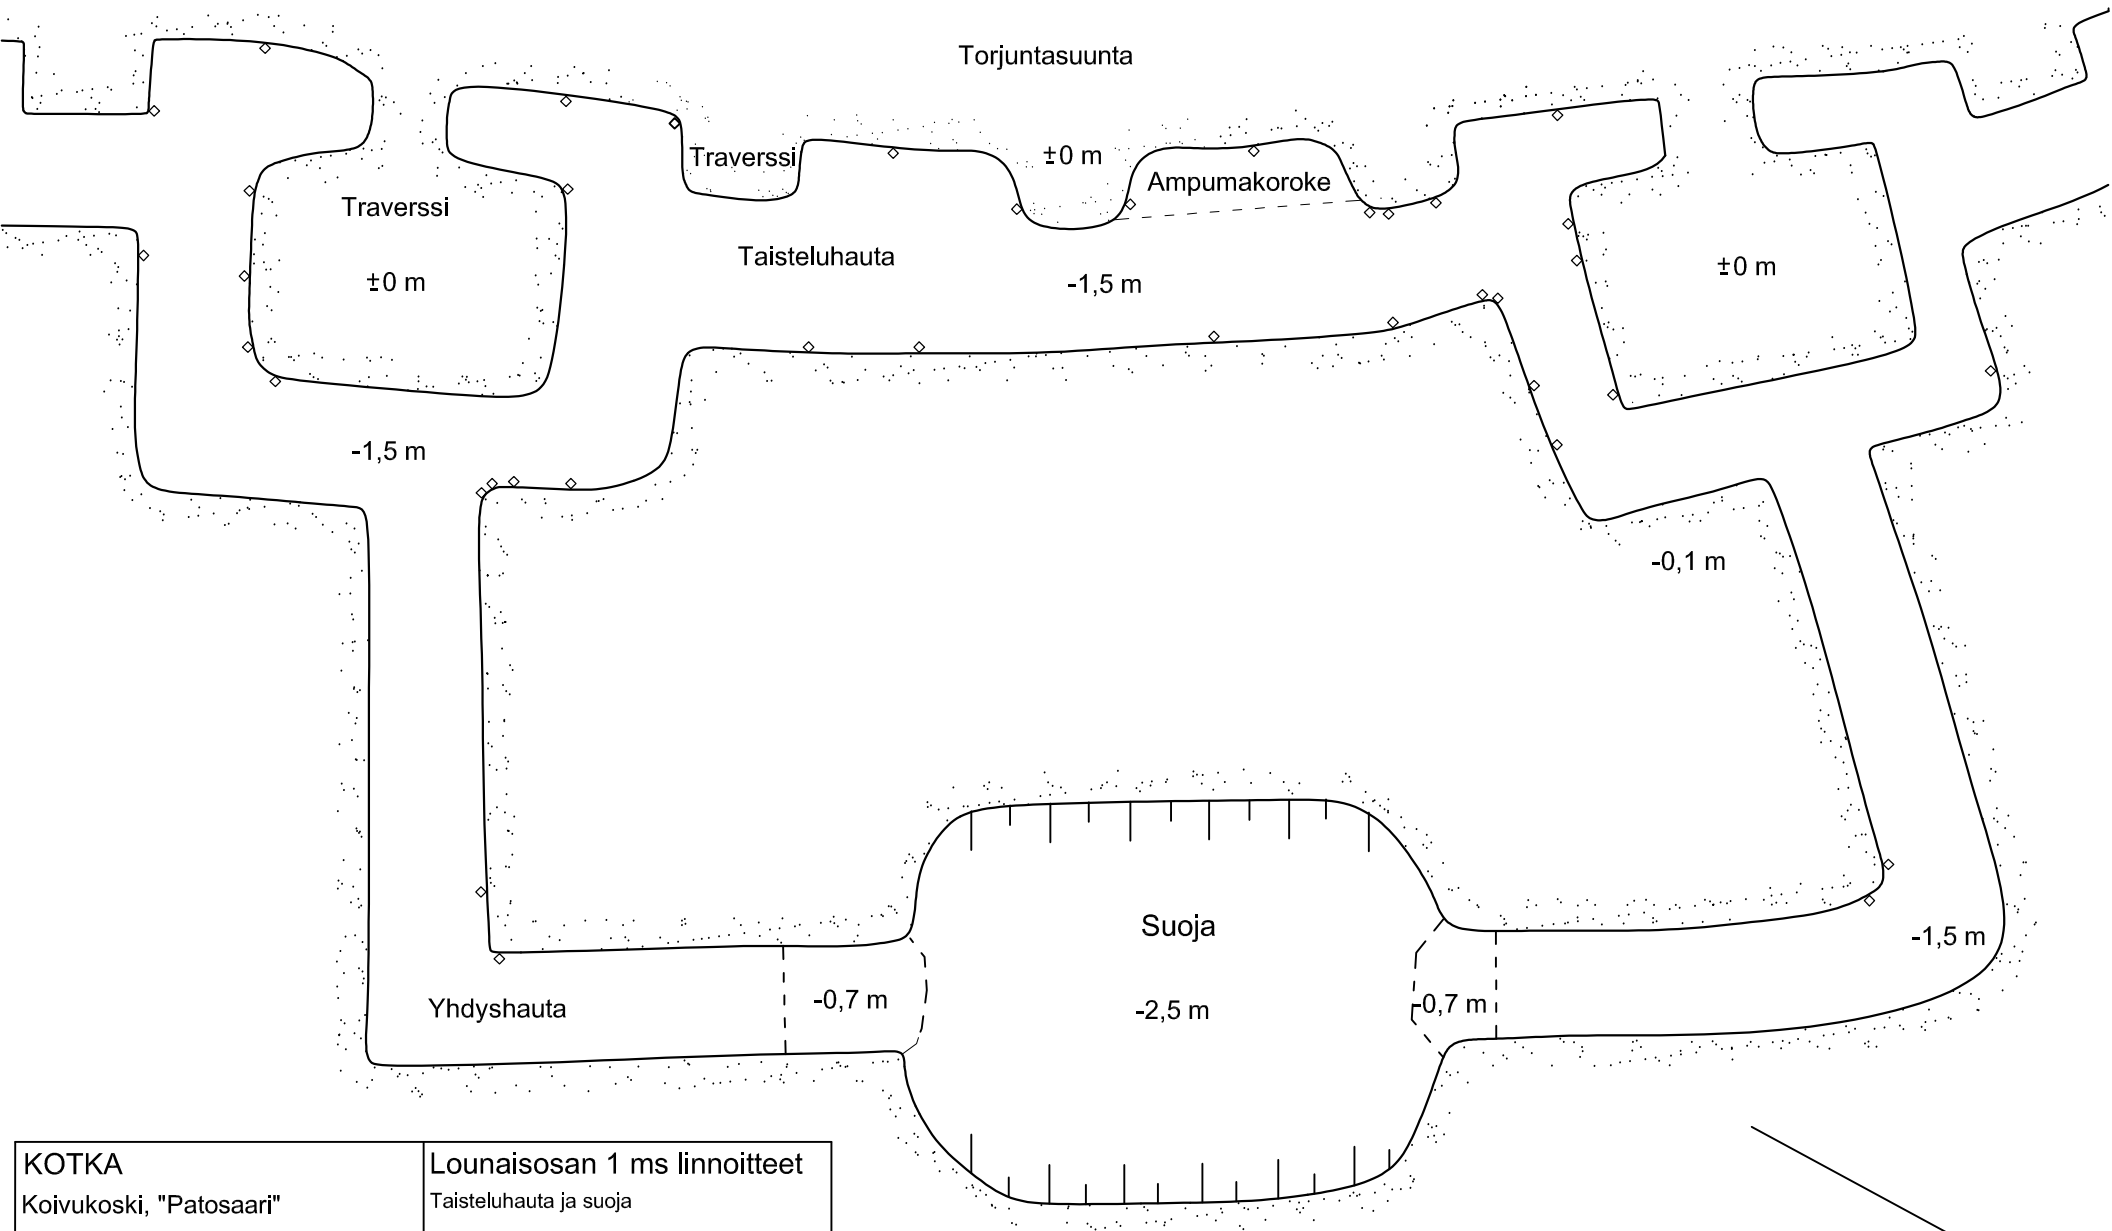 Torjuntasuunta
Traverssi
±0 m
Ampumakoroke
Traverssi
Taisteluhauta
±0 m
-1,5 m
±0 m
-1,5 m
-0,1 m
Suoja
-1,5 m
Yhdyshauta
-0,7 m
-2,5 m
-0,7 m
KOTKA
Koivukoski, "Patosaari"
Lounaisosan 1 ms linnoitteet
Taisteluhauta ja suoja